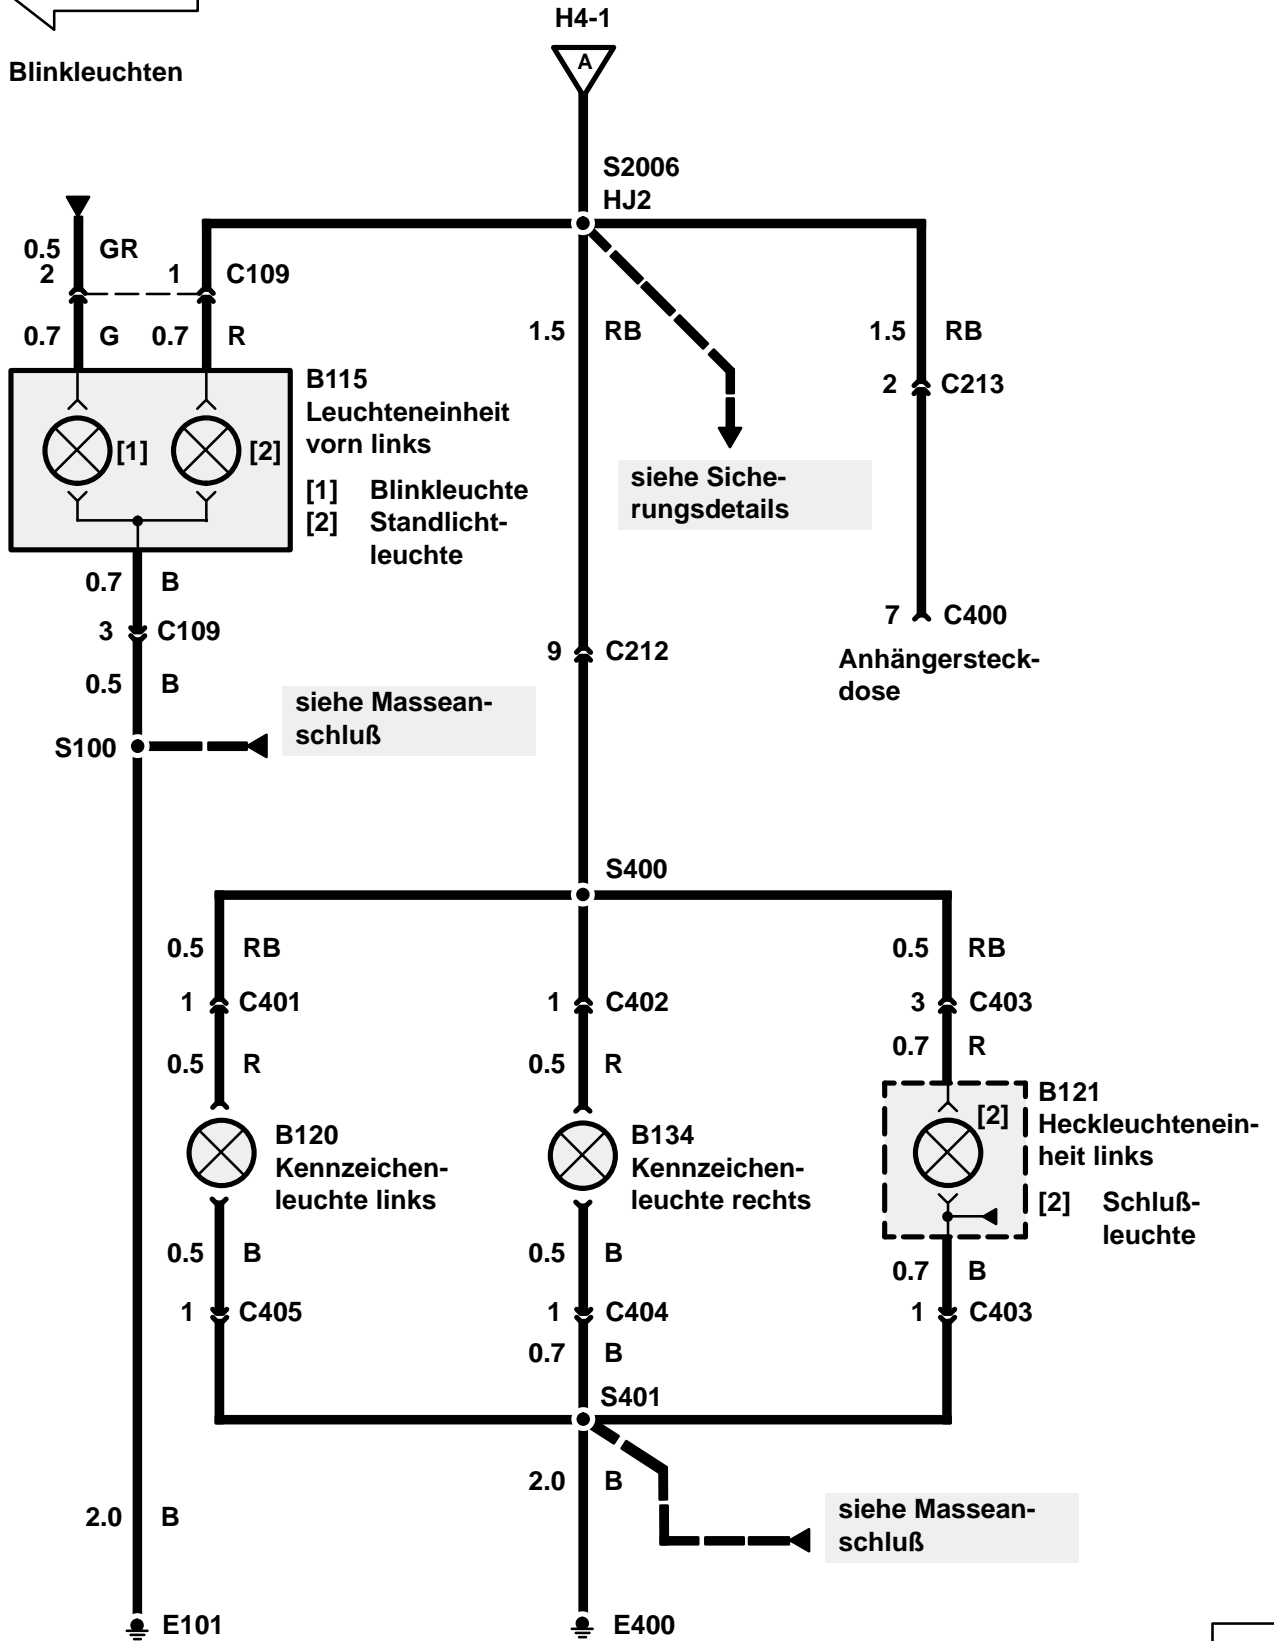 H4-1
A
Blinkleuchten
S2006
HJ2
0.5 GR
2 1 C109
0.7 G 0.7 R
1.5 RB
1.5 RB
2 C213
B115
Leuchteneinheit
vorn links
[1] [2]
[1] Blinkleuchte
[2] Standlicht-
leuchte
siehe Siche-
rungsdetails
0.7 B
3 C109
0.5 B
7 C400
Anhängersteck-
dose
9 C212
siehe Massean-
schluß
S100
S400
0.5 RB
0.5 RB
1 C401
1 C402
3 C403
0.5 R
0.5 R
0.7 R
B120
Kennzeichen-
leuchte links
B134
Kennzeichen-
leuchte rechts
[2]
B121
Heckleuchtenein-
heit links
[2] Schluß-
leuchte
0.5 B
0.5 B
0.7 B
1 C405
1 C404
1 C403
0.7 B
S401
2.0 B
2.0 B
siehe Massean-
schluß
E101
E400